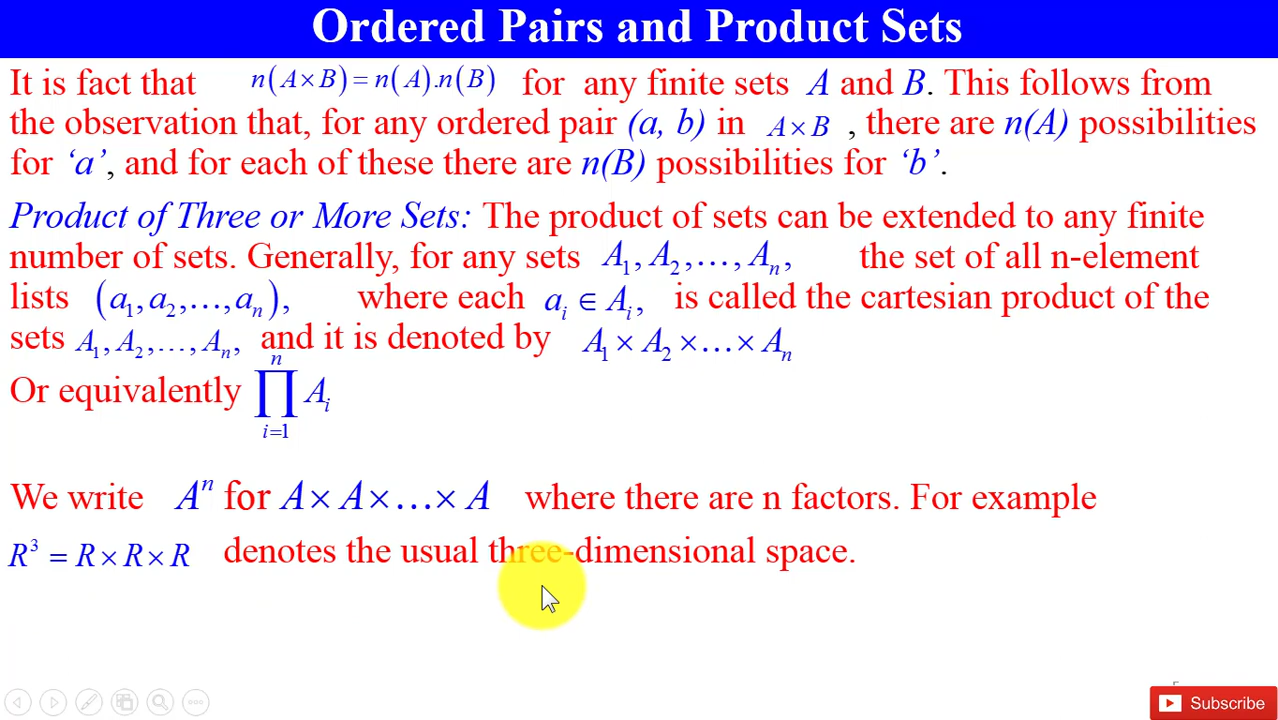 Ordered Pairs and Product Sets
It is fact that n(A×B)=n(A).n(B) for any finite sets A and B. This follows from
the observation that, for any ordered pair (a, b) in A×B , there are n(A) possibilities
for ‘a’, and for each of these there are n(B) possibilities for ‘b’.
Product of Three or More Sets: The product of sets can be extended to any finite
number of sets. Generally, for any sets A₁, A₂,…, Aₙ, the set of all n-element
lists (a₁, a₂,…, aₙ), where each aᵢ ∈ Aᵢ, is called the cartesian product of the
sets A₁, A₂,…, Aₙ, and it is denoted by A₁ × A₂ ×…× Aₙ
Or equivalently ∏ⁿᵢ₌₁ Aᵢ
We write Aⁿ for A× A×…× A where there are n factors. For example
R³ = R × R × R denotes the usual three-dimensional space.
Subscribe